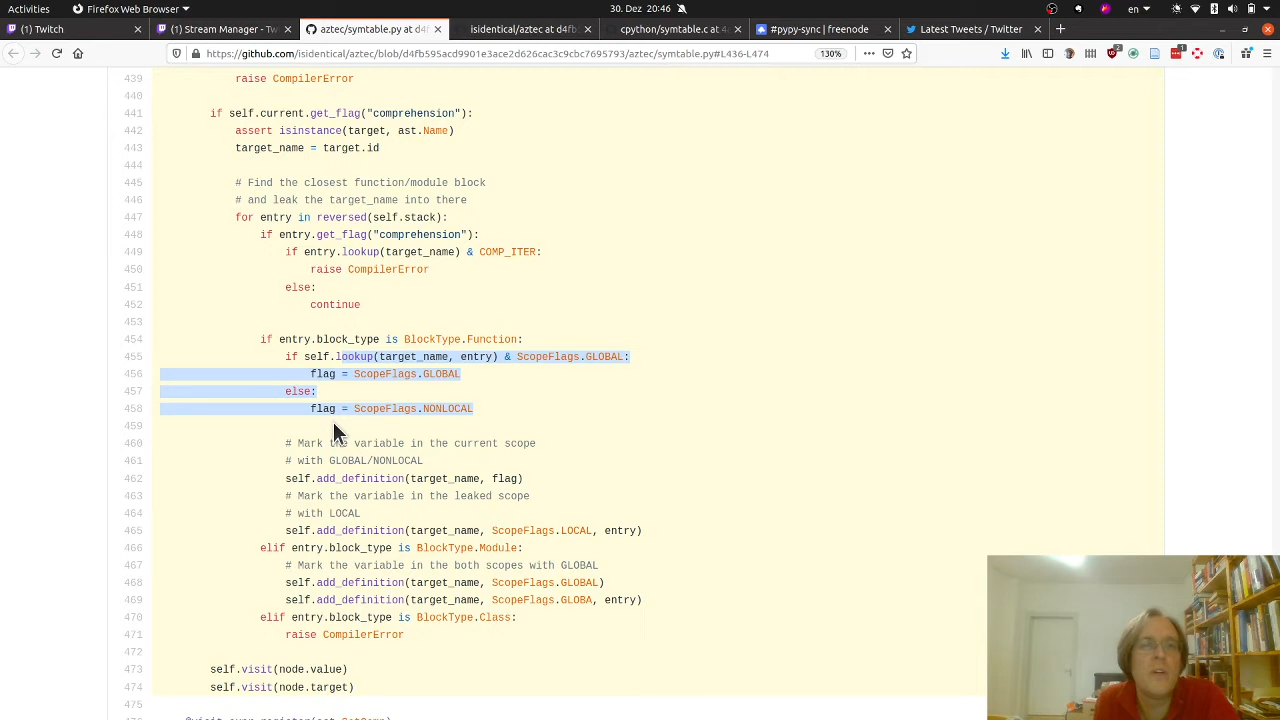 Activities
Firefox Web Browser
30. Dez 20:46
en
Twitch
(1) Stream Manager - Tw
aztec/symtable.py at d4f
isidentical/aztec at d4fb
cpython/symtable.c at 4
#pypy-sync | freenode
Latest Tweets / Twitter
https://github.com/isidentical/aztec/blob/d4fb595acd9901e3ace2d626cac3c9cbc7695793/aztec/symtable.py#L436-L474
130%
439 raise CompilerError
440
441 if self.current.get_flag("comprehension"):
442 assert isinstance(target, ast.Name)
443 target_name = target.id
444
445 # Find the closest function/module block
446 # and leak the target_name into there
447 for entry in reversed(self.stack):
448 if entry.get_flag("comprehension"):
449 if entry.lookup(target_name) & COMP_ITER:
450 raise CompilerError
451 else:
452 continue
453
454 if entry.block_type is BlockType.Function:
455 if self.lookup(target_name, entry) & ScopeFlags.GLOBAL:
456 flag = ScopeFlags.GLOBAL
457 else:
458 flag = ScopeFlags.NONLOCAL
459
460 # Mark the variable in the current scope
461 # with GLOBAL/NONLOCAL
462 self.add_definition(target_name, flag)
463 # Mark the variable in the leaked scope
464 # with LOCAL
465 self.add_definition(target_name, ScopeFlags.LOCAL, entry)
466 elif entry.block_type is BlockType.Module:
467 # Mark the variable in the both scopes with GLOBAL
468 self.add_definition(target_name, ScopeFlags.GLOBAL)
469 self.add_definition(target_name, ScopeFlags.GLOBA, entry)
470 elif entry.block_type is BlockType.Class:
471 raise CompilerError
472
473 self.visit(node.value)
474 self.visit(node.target)
475